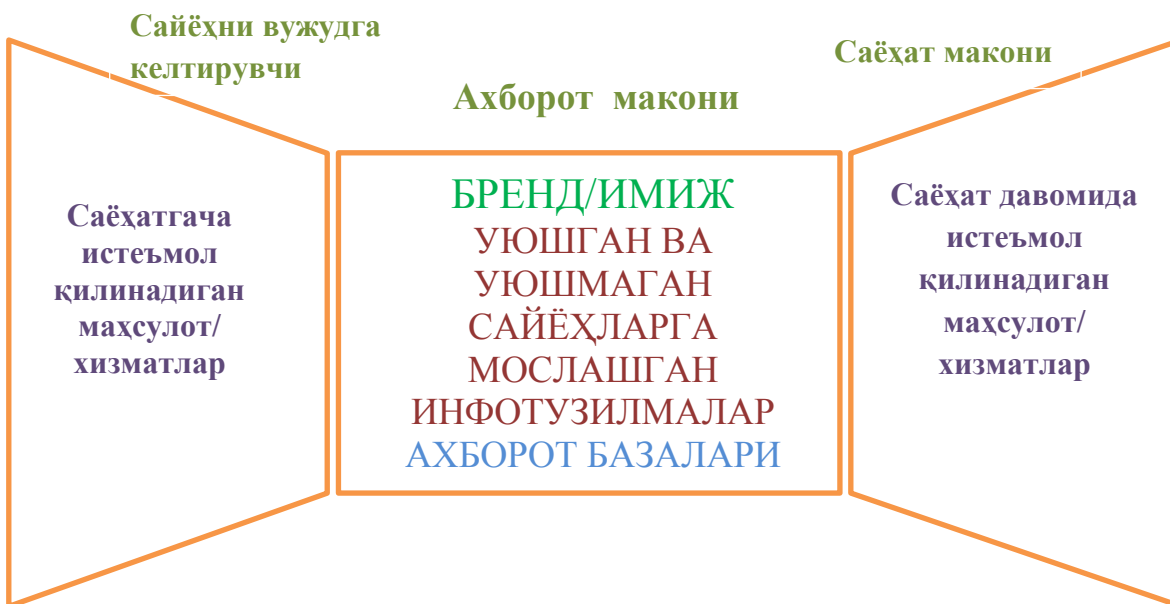 Сайёҳни вужудга
келтирувчи
Саёҳат макони
Ахборот макони
Саёҳатгача
истеъмол
қилинадиган
маҳсулот/
хизматлар
БРЕНД/ИМИЖ
УЮШГАН ВА
УЮШМАГАН
САЙЁҲЛАРГА
МОСЛАШГАН
ИНФОТУЗИЛМАЛАР
АХБОРОТ БАЗАЛАРИ
Саёҳат давомида
истеъмол
қилинадиган
маҳсулот/
хизматлар